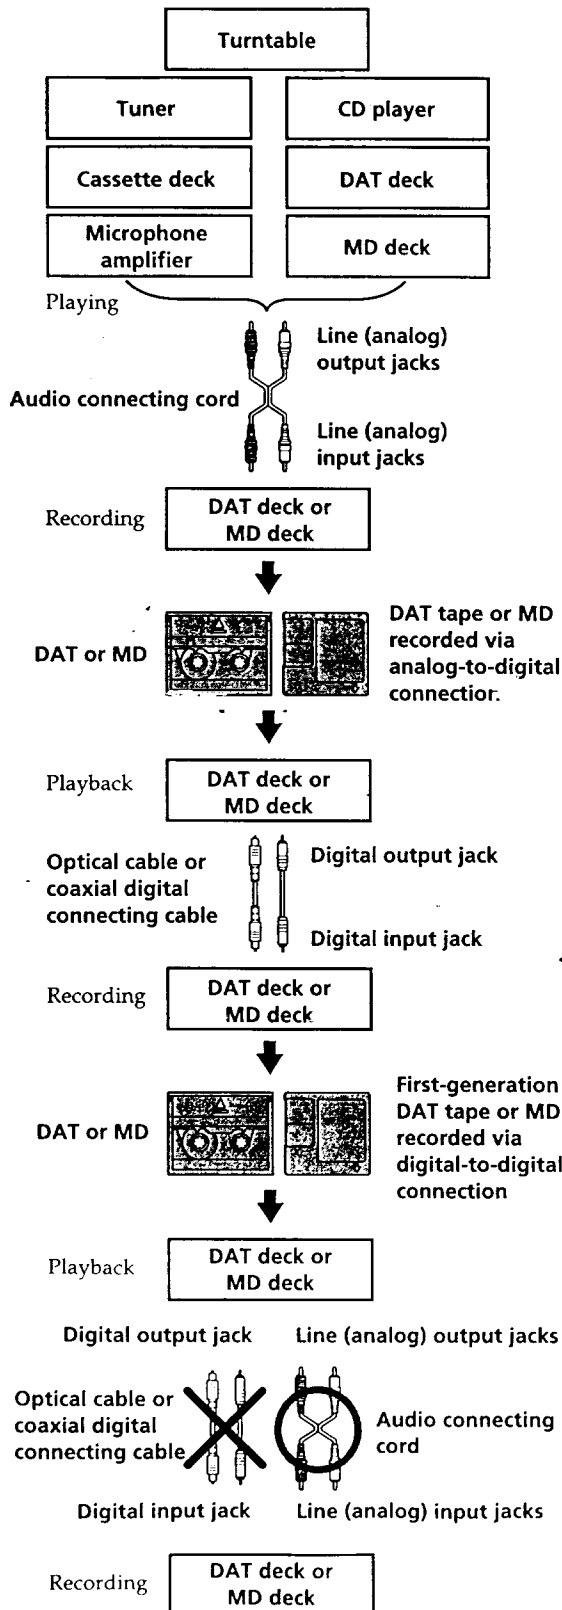 Turntable
Tuner
CD player
Cassette deck
DAT deck
Microphone
amplifier
MD deck
Playing
Line (analog)
output jacks
Audio connecting cord
Line (analog)
input jacks
Recording
DAT deck or
MD deck
DAT or MD
DAT tape or MD
recorded via
analog-to-digital
connection.
Playback
DAT deck or
MD deck
Optical cable or
coaxial digital
connecting cable
Digital output jack
Digital input jack
Recording
DAT deck or
MD deck
DAT or MD
First-generation
DAT tape or MD
recorded via
digital-to-digital
connection
Playback
DAT deck or
MD deck
Digital output jack
Line (analog) output jacks
Optical cable or
coaxial digital
connecting cable
Audio connecting
cord
Digital input jack
Line (analog) input jacks
Recording
DAT deck or
MD deck